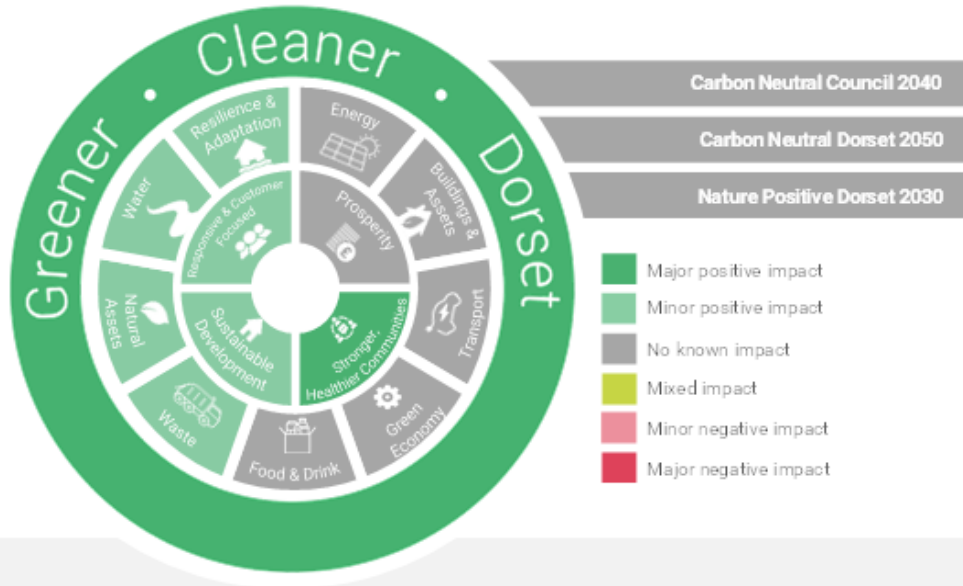 Greener · Cleaner · Dorset
Resilience &
Adaptation
Energy
Buildings &
Assets
Transport
Green
Economy
Food & Drink
Waste
Natural
Assets
Water
Responsive & Customer
Focused
Prosperity
Stronger,
Healthier Communities
Sustainable
Development
Carbon Neutral Council 2040
Carbon Neutral Dorset 2050
Nature Positive Dorset 2030
Major positive impact
Minor positive impact
No known impact
Mixed impact
Minor negative impact
Major negative impact